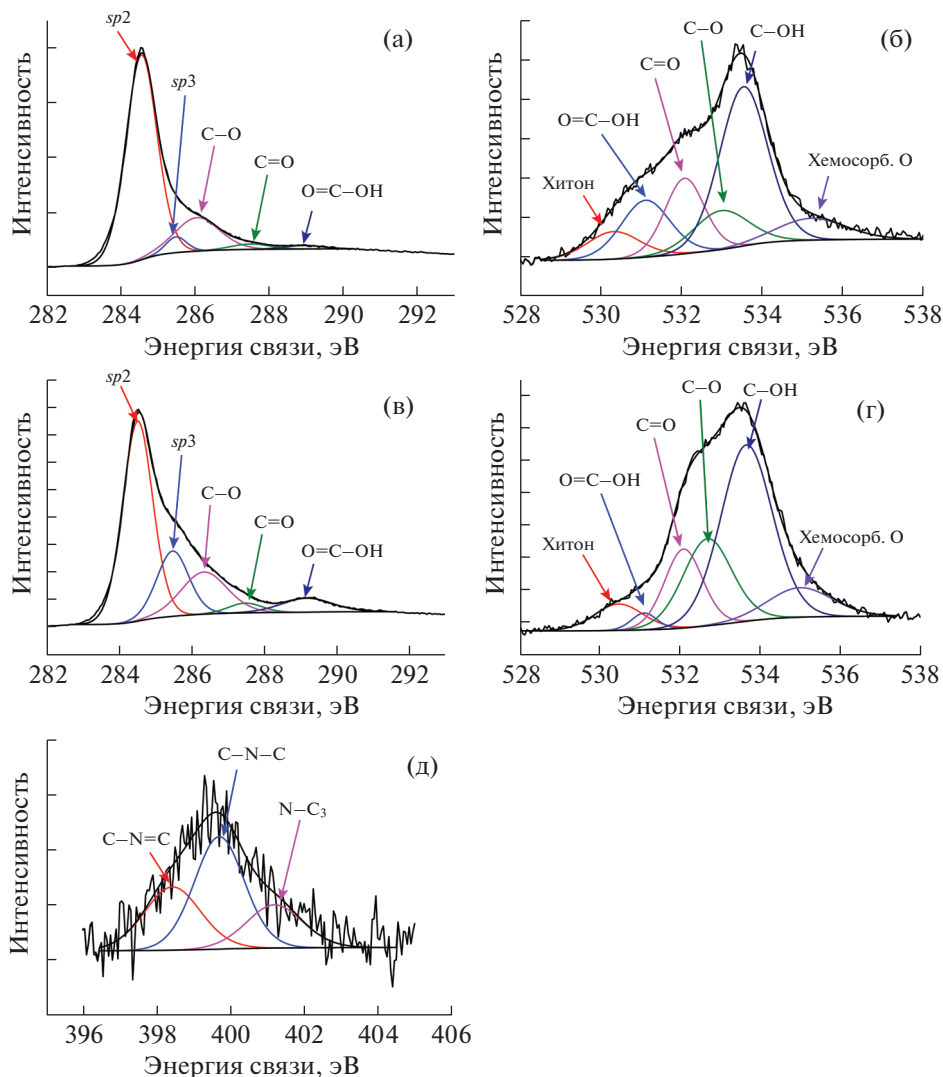 (а)
Интенсивность
sp2
sp3
C–O
C=O
O=C–OH
282 284 286 288 290 292
Энергия связи, эВ
(б)
Интенсивность
Хитон
O=C–OH
C=O
C–O
C–OH
Хемосорб. О
528 530 532 534 536 538
Энергия связи, эВ
(в)
Интенсивность
sp2
sp3
C–O
C=O
O=C–OH
282 284 286 288 290 292
Энергия связи, эВ
(г)
Интенсивность
Хитон
O=C–OH
C=O
C–O
C–OH
Хемосорб. О
528 530 532 534 536 538
Энергия связи, эВ
(д)
Интенсивность
C–N=C
C–N–C
N–C₃
396 398 400 402 404 406
Энергия связи, эВ